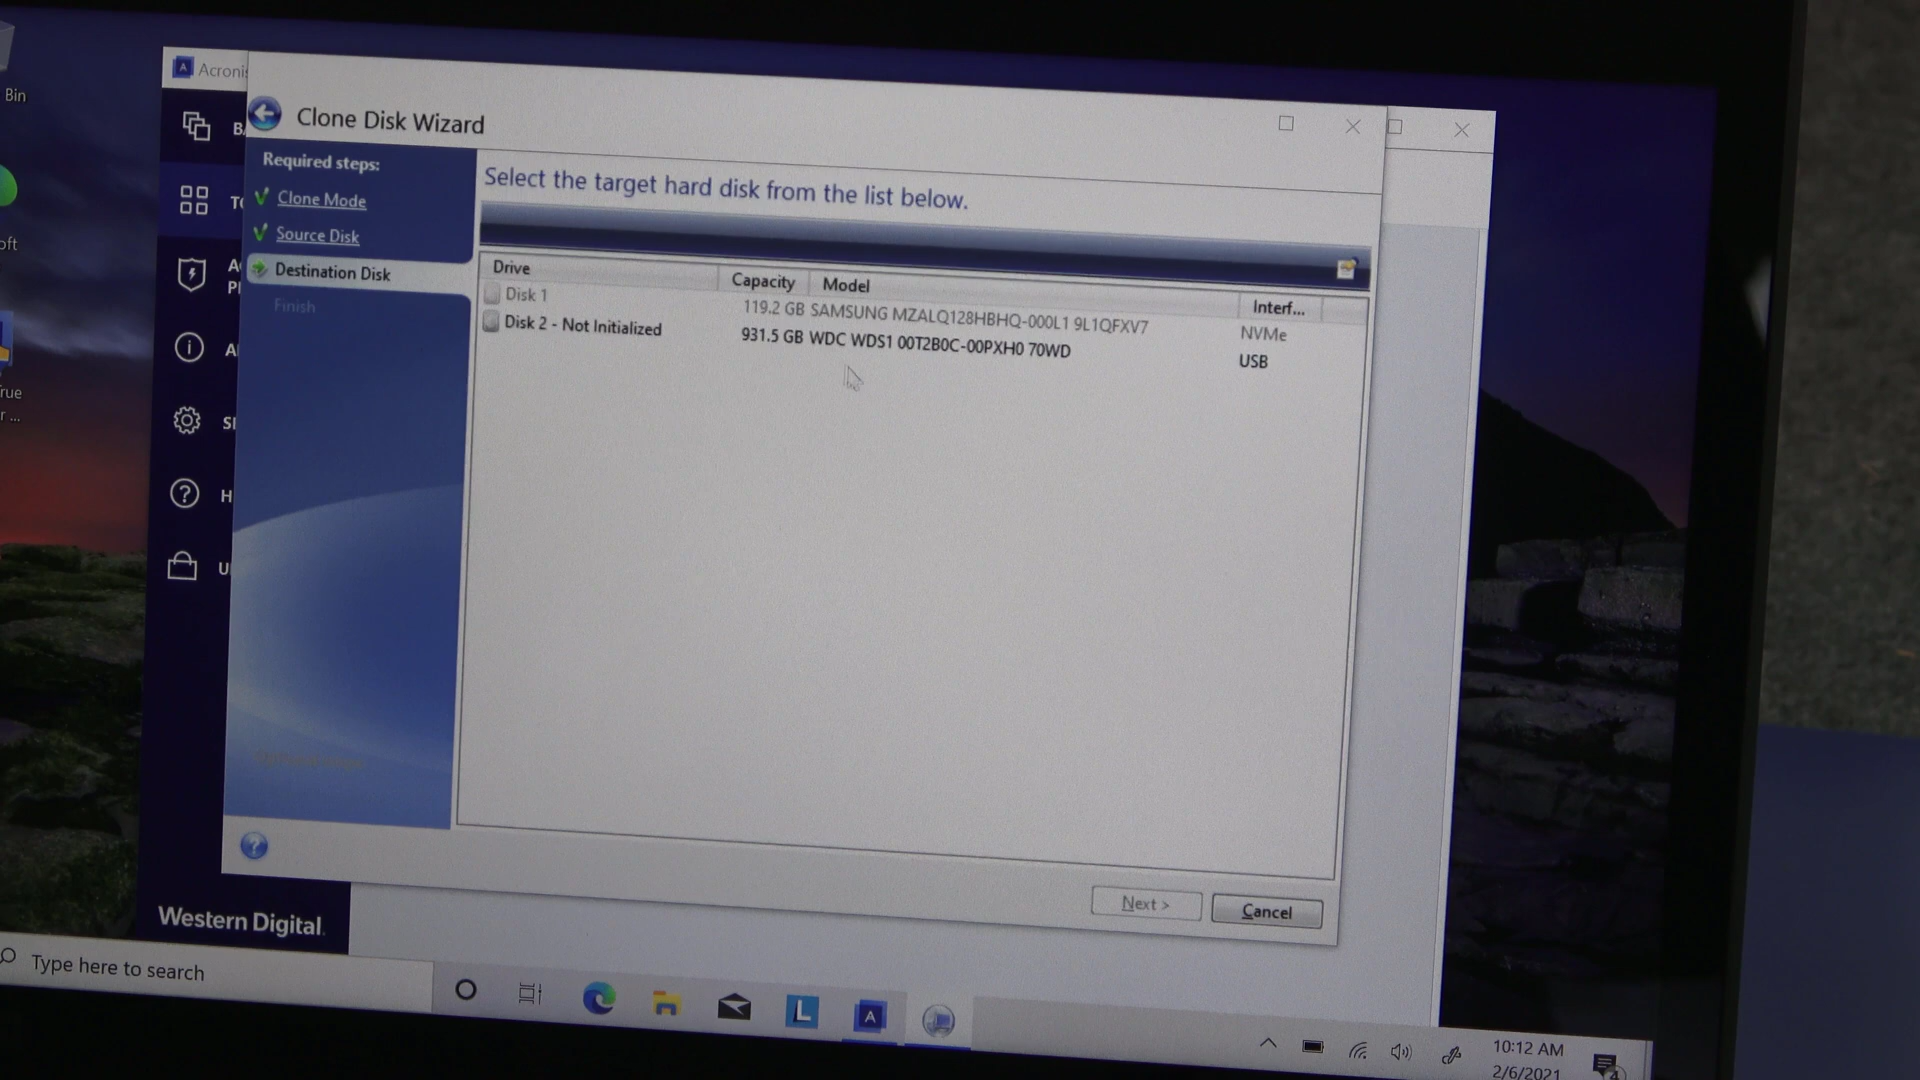 Bin
Acronis
Clone Disk Wizard
Required steps:
Clone Mode
Source Disk
Destination Disk
Finish
Select the target hard disk from the list below.
Drive Capacity Model Interf...
Disk 1 119.2 GB SAMSUNG MZALQ128HBHQ-000L1 9L1QFXV7 NVMe
Disk 2 - Not Initialized 931.5 GB WDC WDS1 00T2B0C-00PXH0 70WD USB
Next >
Cancel
Western Digital.
Type here to search
10:12 AM
2/6/2021